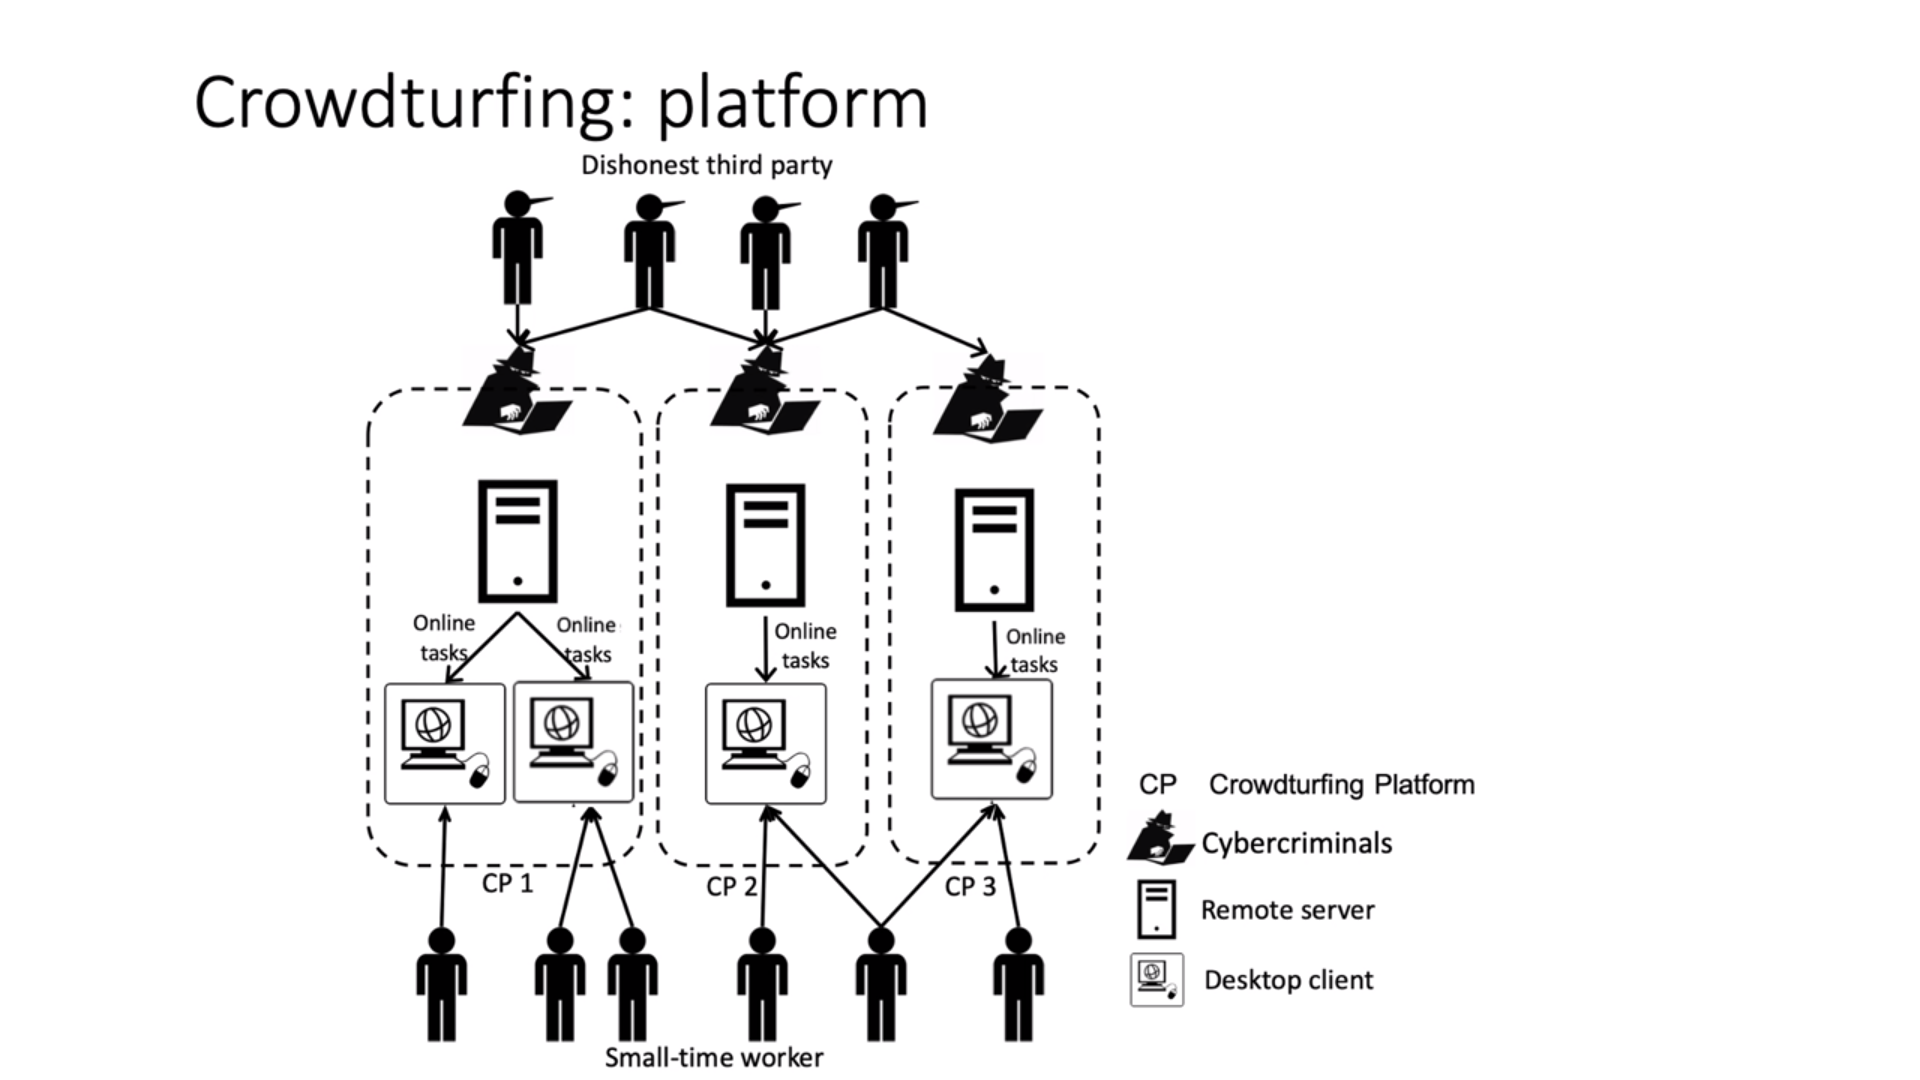 Crowdturfing: platform
Dishonest third party
Online
tasks
Online
tasks
Online
tasks
Online
tasks
CP 1
CP 2
CP 3
Small-time worker
CP Crowdturfing Platform
Cybercriminals
Remote server
Desktop client